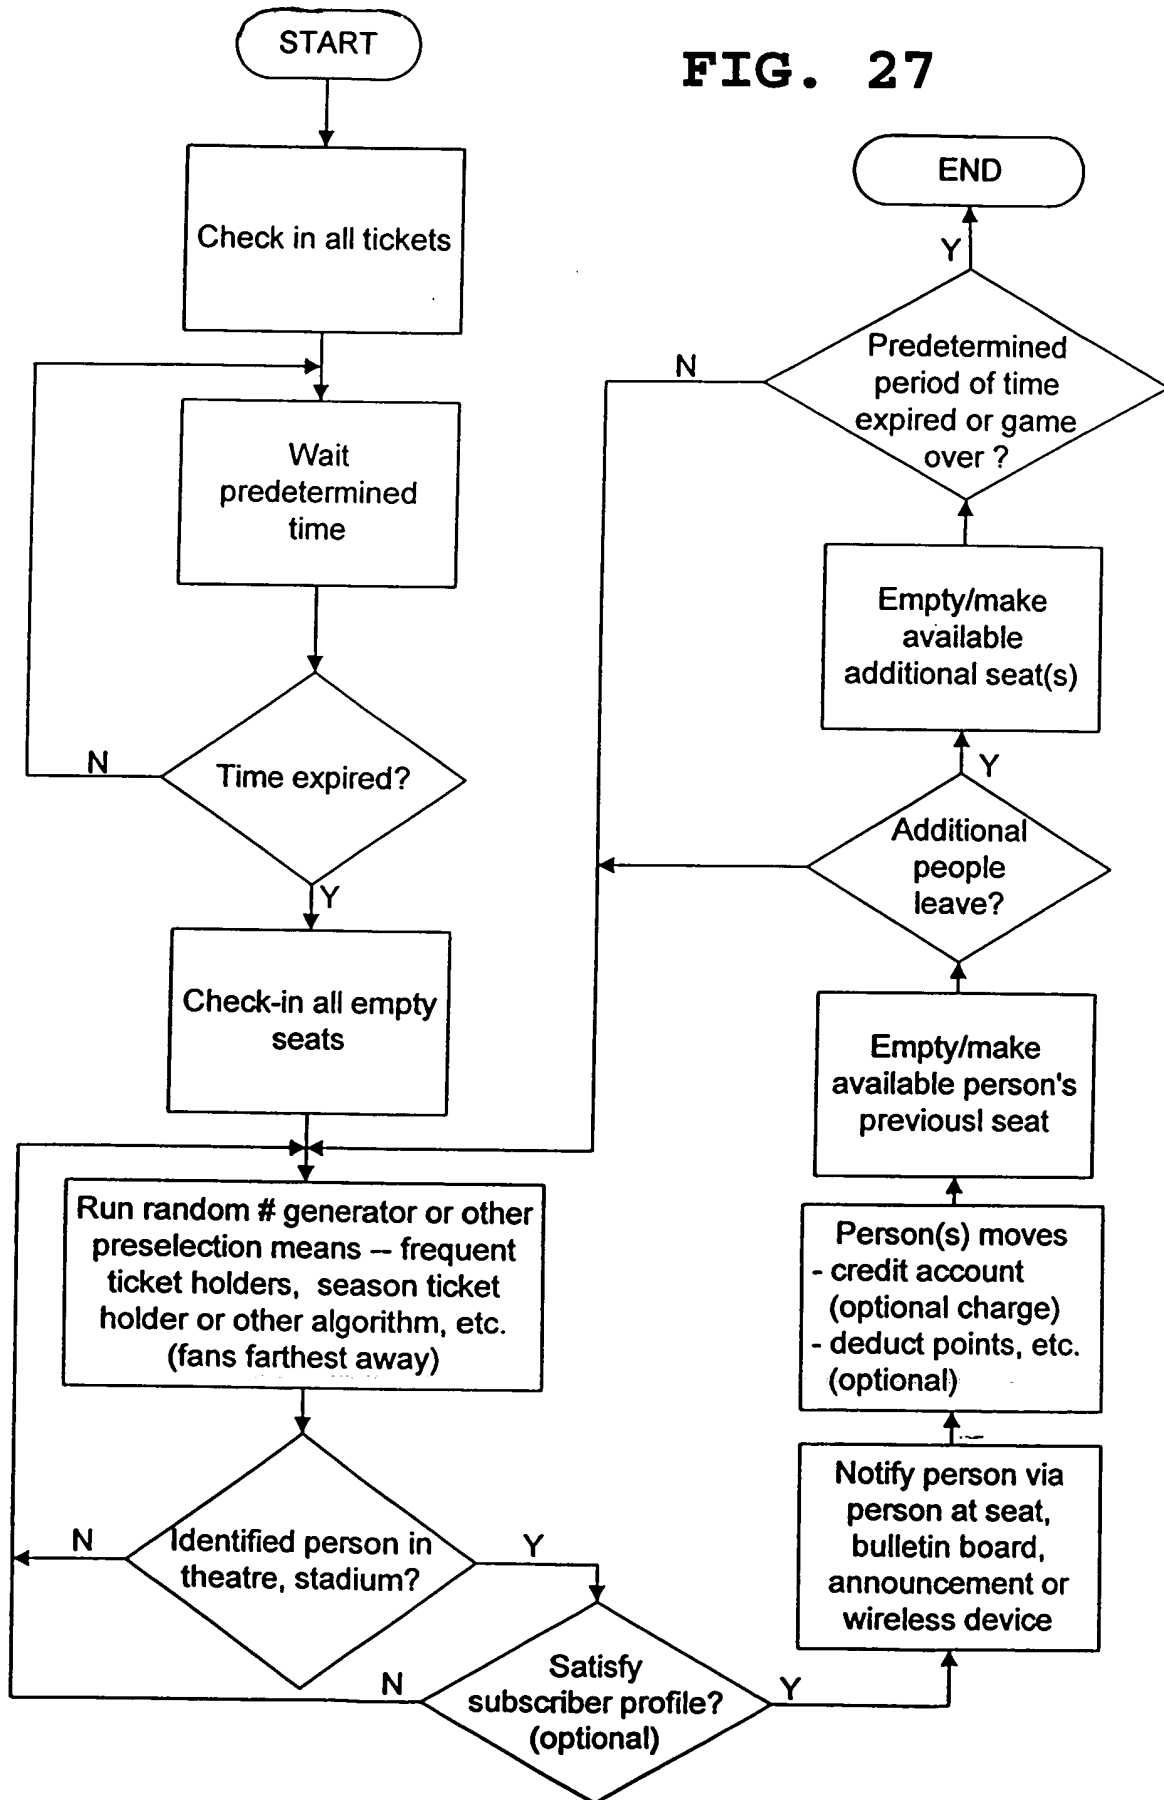 START
FIG. 27
Check in all tickets
Wait
predetermined
time
N
Time expired?
Y
Check-in all empty
seats
Run random # generator or other
preselection means -- frequent
ticket holders, season ticket
holder or other algorithm, etc.
(fans farthest away)
N
Identified person in
theatre, stadium?
Y
N
Satisfy
subscriber profile?
(optional)
Y
Notify person via
person at seat,
bulletin board,
announcement or
wireless device
Person(s) moves
- credit account
(optional charge)
- deduct points, etc.
(optional)
Empty/make
available person's
previousl seat
Additional
people
leave?
Y
Empty/make
available
additional seat(s)
Predetermined
period of time
expired or game
over ?
N
Y
END